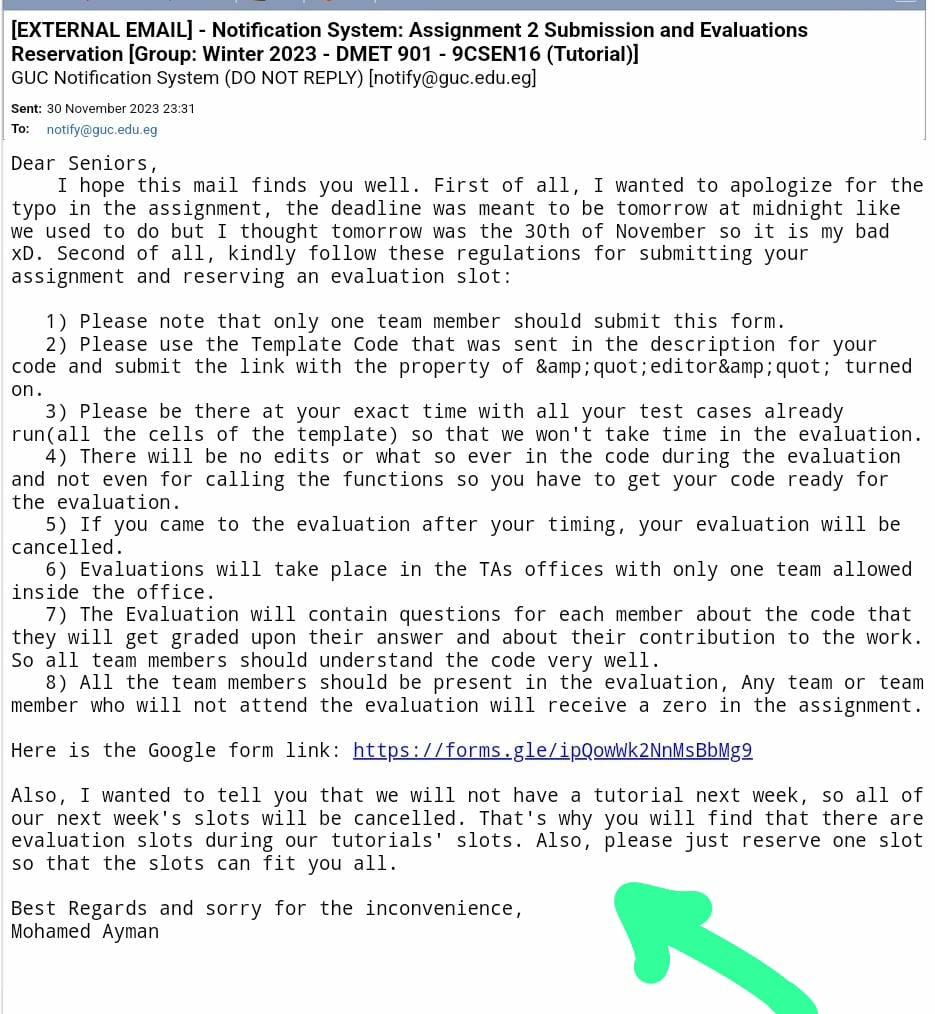 [EXTERNAL EMAIL] - Notification System: Assignment 2 Submission and Evaluations
Reservation [Group: Winter 2023 - DMET 901 - 9CSEN16 (Tutorial)]
GUC Notification System (DO NOT REPLY) [notify@guc.edu.eg]
Sent: 30 November 2023 23:31
To: notify@guc.edu.eg
Dear Seniors,
I hope this mail finds you well. First of all, I wanted to apologize for the
typo in the assignment, the deadline was meant to be tomorrow at midnight like
we used to do but I thought tomorrow was the 30th of November so it is my bad
xD. Second of all, kindly follow these regulations for submitting your
assignment and reserving an evaluation slot:
1) Please note that only one team member should submit this form.
2) Please use the Template Code that was sent in the description for your
code and submit the link with the property of &amp;quot;editor&amp;quot; turned
on.
3) Please be there at your exact time with all your test cases already
run(all the cells of the template) so that we won't take time in the evaluation.
4) There will be no edits or what so ever in the code during the evaluation
and not even for calling the functions so you have to get your code ready for
the evaluation.
5) If you came to the evaluation after your timing, your evaluation will be
cancelled.
6) Evaluations will take place in the TAs offices with only one team allowed
inside the office.
7) The Evaluation will contain questions for each member about the code that
they will get graded upon their answer and about their contribution to the work.
So all team members should understand the code very well.
8) All the team members should be present in the evaluation, Any team or team
member who will not attend the evaluation will receive a zero in the assignment.
Here is the Google form link: https://forms.gle/ipQowWk2NnMsBbMg9
Also, I wanted to tell you that we will not have a tutorial next week, so all of
our next week's slots will be cancelled. That's why you will find that there are
evaluation slots during our tutorials' slots. Also, please just reserve one slot
so that the slots can fit you all.
Best Regards and sorry for the inconvenience,
Mohamed Ayman